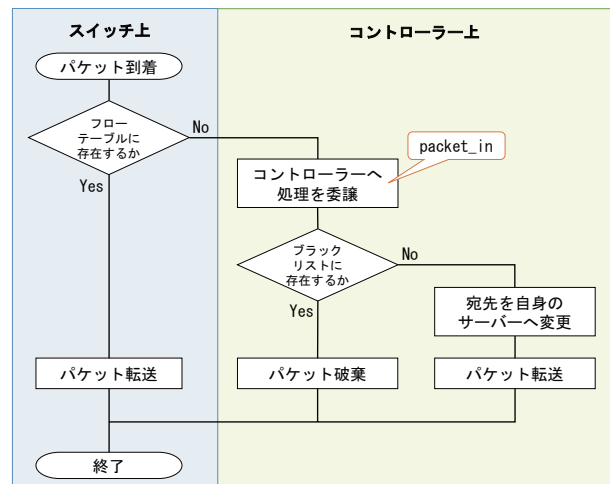 スイッチ上
コントローラー上
パケット到着
フロー
テーブルに
存在するか
No
Yes
packet_in
コントローラーへ
処理を委譲
ブラック
リストに
存在するか
No
Yes
宛先を自身の
サーバーへ変更
パケット転送
パケット破棄
パケット転送
終了